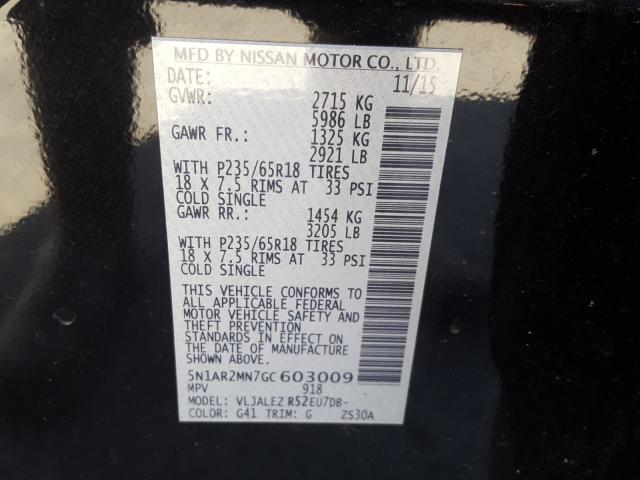 MFD BY NISSAN MOTOR CO., LTD.
DATE: 11/15
GVWR: 2715 KG
5986 LB
GAWR FR.: 1325 KG
2921 LB
WITH P235/65R18 TIRES
18 X 7.5 RIMS AT 33 PSI
COLD SINGLE
GAWR RR.: 1454 KG
3205 LB
WITH P235/65R18 TIRES
18 X 7.5 RIMS AT 33 PSI
COLD SINGLE
THIS VEHICLE CONFORMS TO
ALL APPLICABLE FEDERAL
MOTOR VEHICLE SAFETY AND
THEFT PREVENTION
STANDARDS IN EFFECT ON
THE DATE OF MANUFACTURE
SHOWN ABOVE.
5N1AR2MN7GC603009
MPV 918
MODEL: VLJALEZ R52EU7DB-
COLOR: G41 TRIM: G ZS30A